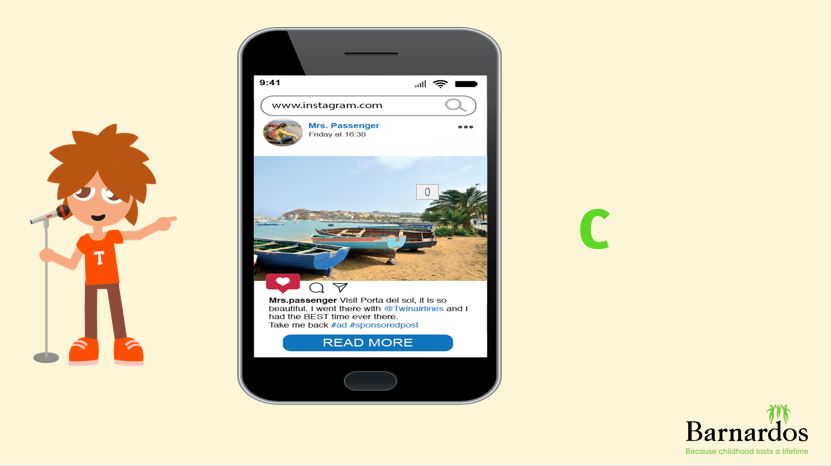 9:41
www.instagram.com
Mrs. Passenger
Friday at 16:30
0
Mrs.passenger Visit Porta del sol, it is so
beautiful. I went there with @Twinairlines and I
had the BEST time ever there.
Take me back #ad #sponsoredpost
READ MORE
T
C
Barnardos
Because childhood lasts a lifetime